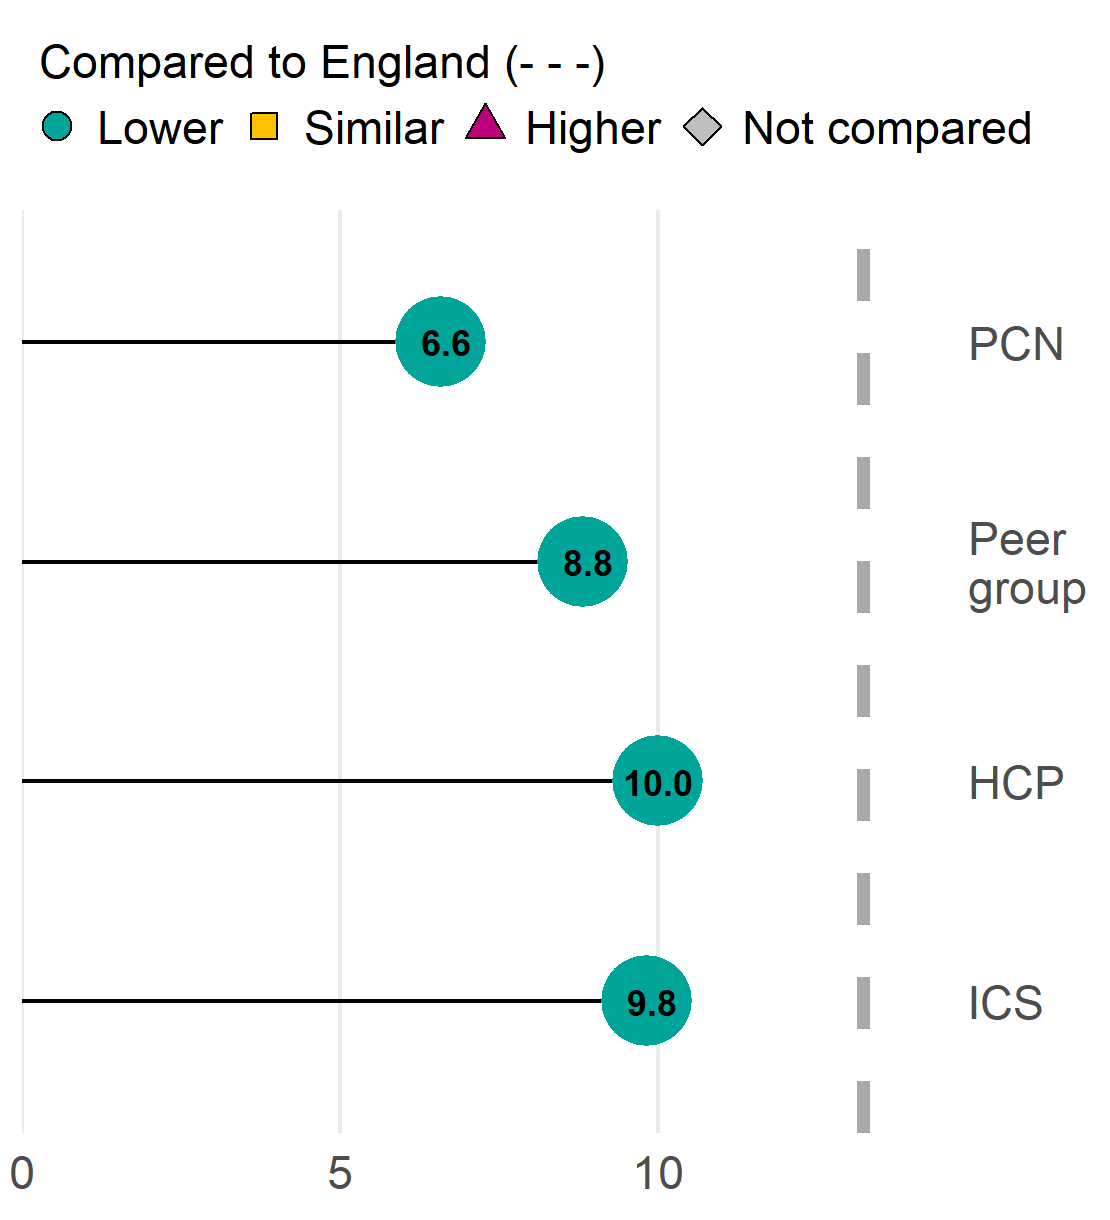 Compared to England (- - -)
Lower Similar Higher Not compared
6.6 PCN
8.8 Peer
group
10.0 HCP
9.8 ICS
0 5 10